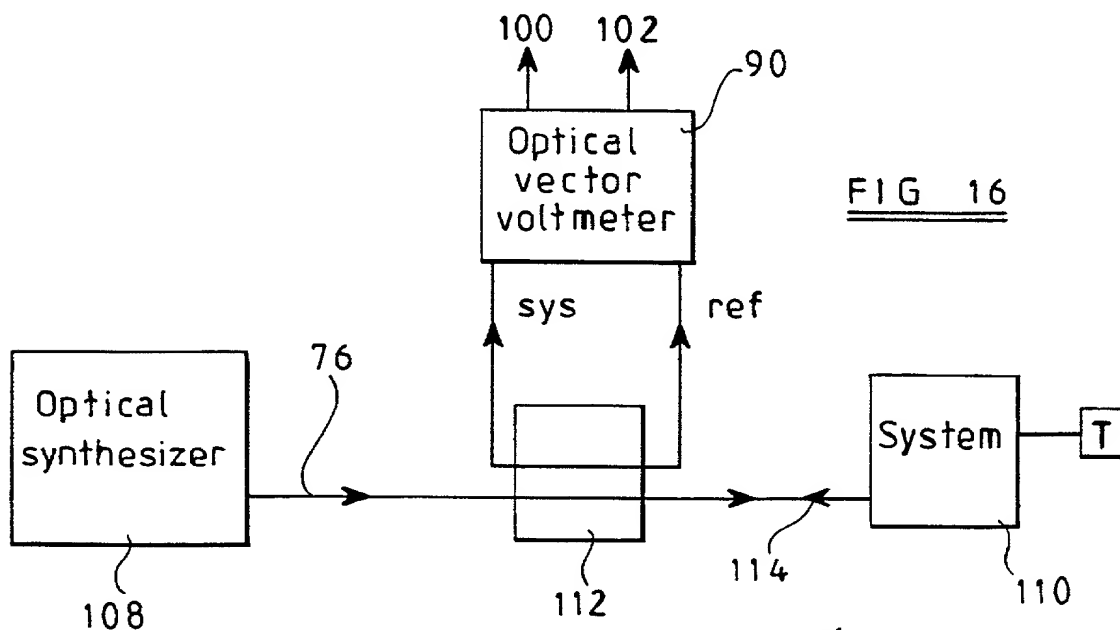 100
102
90
Optical
vector
voltmeter
FIG 16
sys
ref
76
Optical
synthesizer
System
T
114
108
112
110